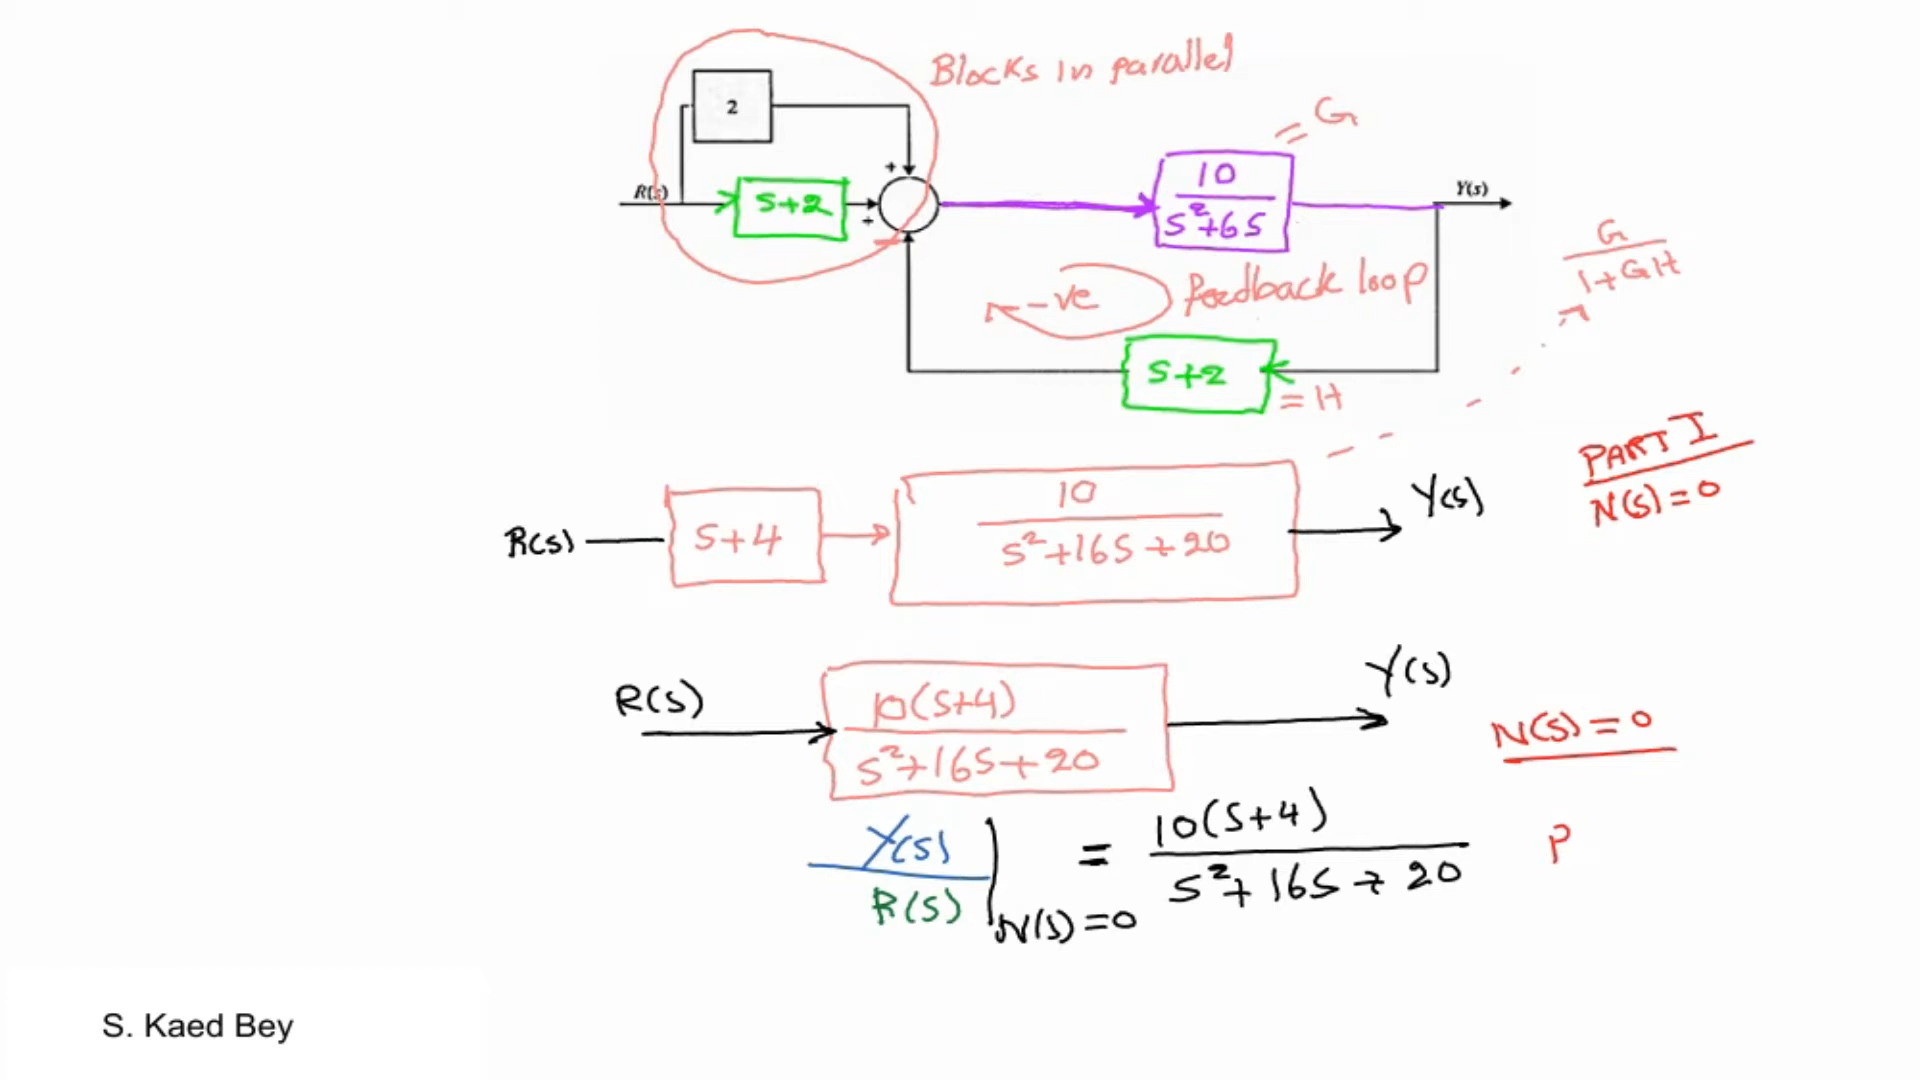 Blocks in parallel
2
= G
10
R(s)
S+2
+
+
−
S²+6S
Y(s)
G
1+GH
-ve
feedback loop
S+2
= H
PART I
N(s)=0
R(s)
S+4
10
S²+16S+20
Y(s)
R(s)
10(S+4)
S²+16S+20
Y(s)
N(s)=0
Y(s)
R(s)
N(s)=0
=
10(S+4)
S²+16S+20
P
S. Kaed Bey